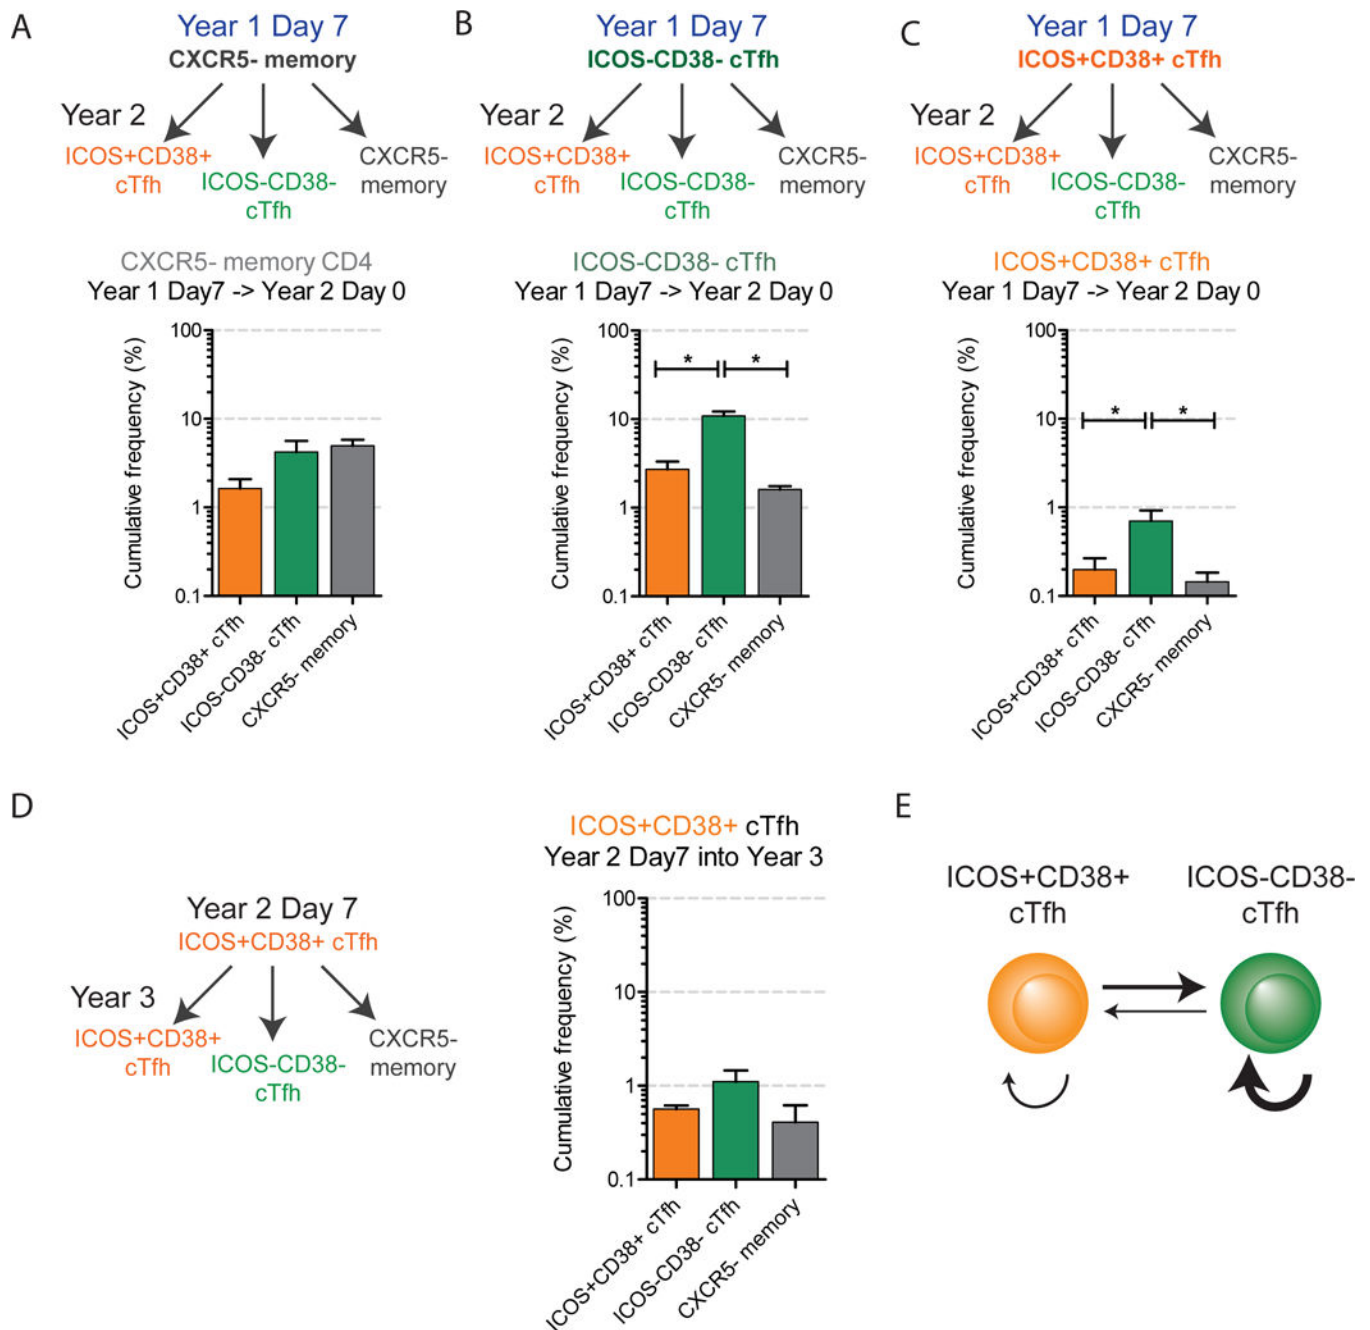 A
Year 1 Day 7
CXCR5- memory
Year 2
ICOS+CD38+
cTfh
ICOS-CD38-
cTfh
CXCR5-
memory
CXCR5- memory CD4
Year 1 Day7 -> Year 2 Day 0
Cumulative frequency (%)
100
10
1
0.1
ICOS+CD38+ cTfh
ICOS-CD38- cTfh
CXCR5- memory
B
Year 1 Day 7
ICOS-CD38- cTfh
Year 2
ICOS+CD38+
cTfh
ICOS-CD38-
cTfh
CXCR5-
memory
ICOS-CD38- cTfh
Year 1 Day7 -> Year 2 Day 0
Cumulative frequency (%)
100
10
1
0.1
* *
ICOS+CD38+ cTfh
ICOS-CD38- cTfh
CXCR5- memory
C
Year 1 Day 7
ICOS+CD38+ cTfh
Year 2
ICOS+CD38+
cTfh
ICOS-CD38-
cTfh
CXCR5-
memory
ICOS+CD38+ cTfh
Year 1 Day7 -> Year 2 Day 0
Cumulative frequency (%)
100
10
1
0.1
* *
ICOS+CD38+ cTfh
ICOS-CD38- cTfh
CXCR5- memory
D
Year 2 Day 7
ICOS+CD38+ cTfh
Year 3
ICOS+CD38+
cTfh
ICOS-CD38-
cTfh
CXCR5-
memory
ICOS+CD38+ cTfh
Year 2 Day7 into Year 3
Cumulative frequency (%)
100
10
1
0.1
ICOS+CD38+ cTfh
ICOS-CD38- cTfh
CXCR5- memory
E
ICOS+CD38+
cTfh
ICOS-CD38-
cTfh